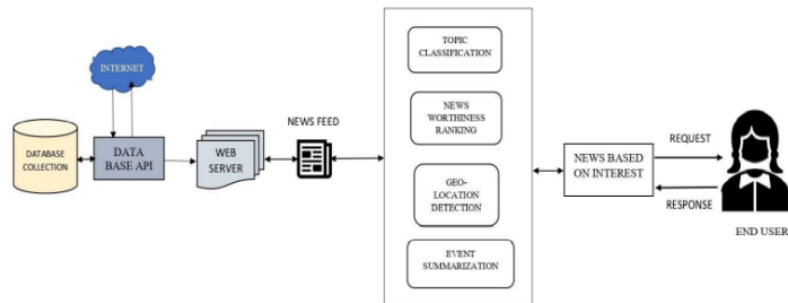 INTERNET
DATABASE
COLLECTION
DATA
BASE API
WEB
SERVER
NEWS FEED
TOPIC
CLASSIFICATION
NEWS
WORTHINESS
RANKING
GEO-
LOCATION
DETECTION
EVENT
SUMMARIZATION
NEWS BASED
ON INTEREST
REQUEST
RESPONSE
END USER